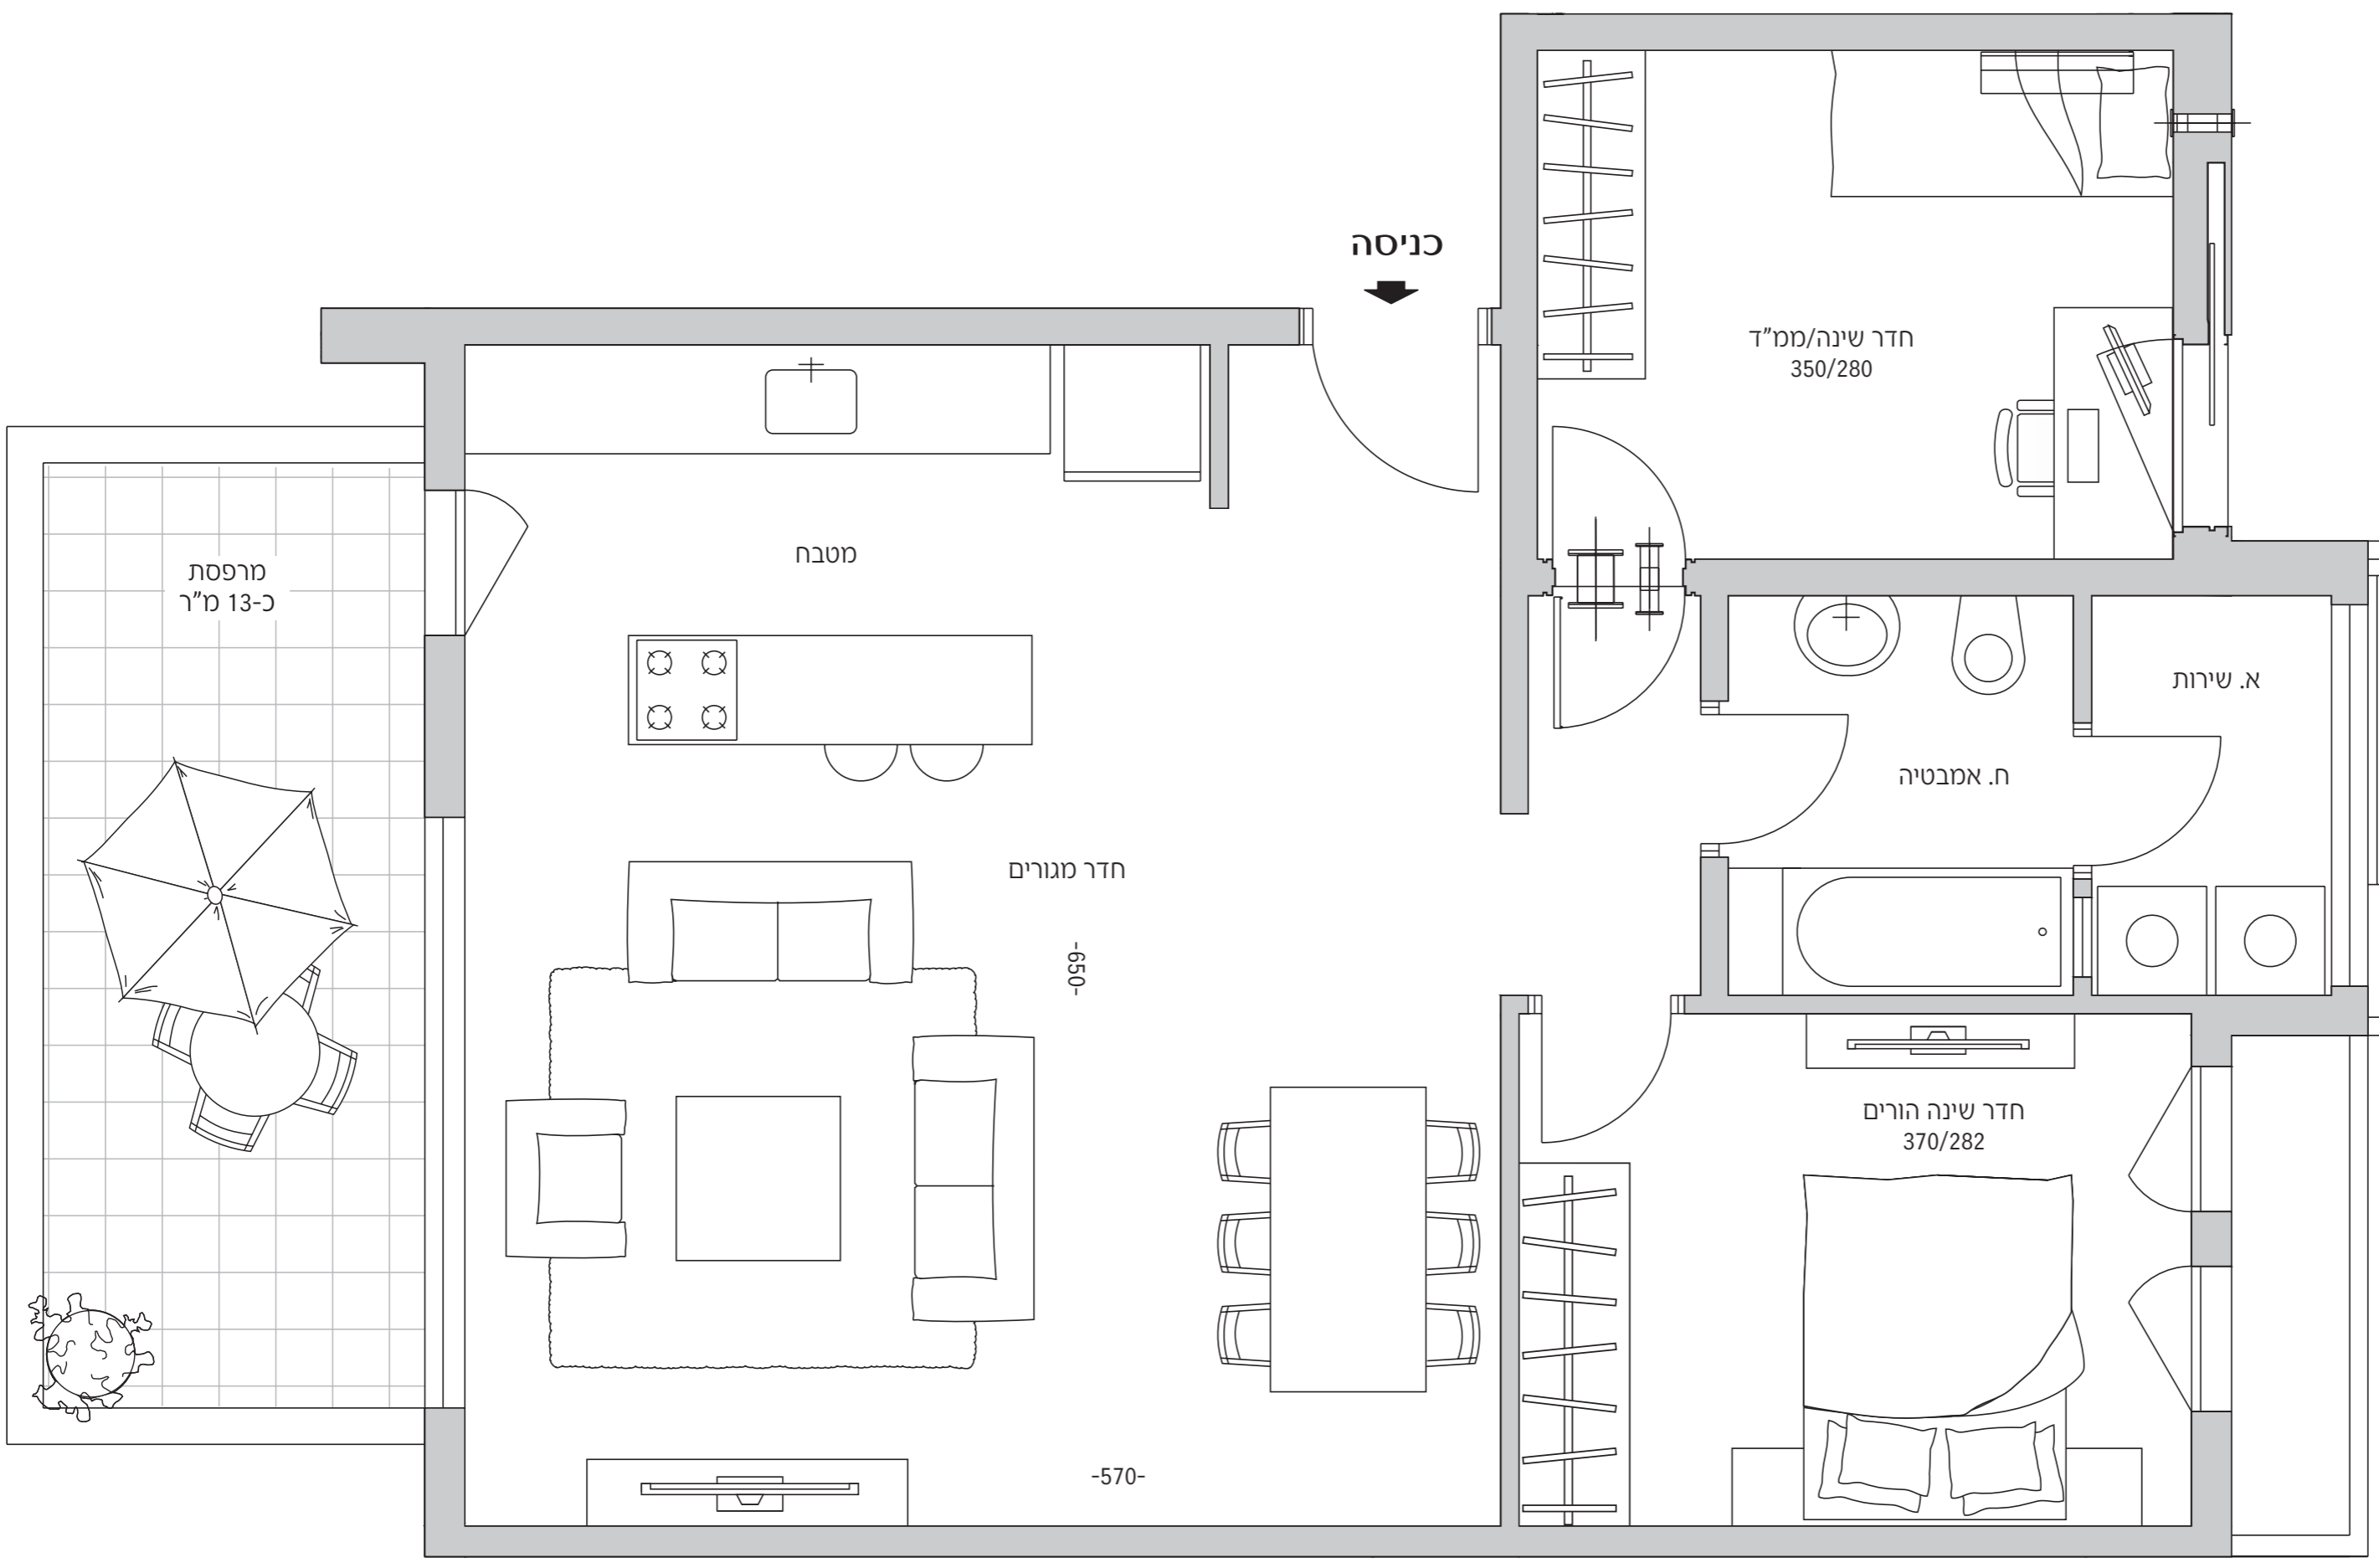 כניסה
חדר שינה/ממ"ד
350/280
מטבח
מרפסת
כ-13 מ"ר
א. שירות
ח. אמבטיה
חדר מגורים
-650-
חדר שינה הורים
370/282
-570-